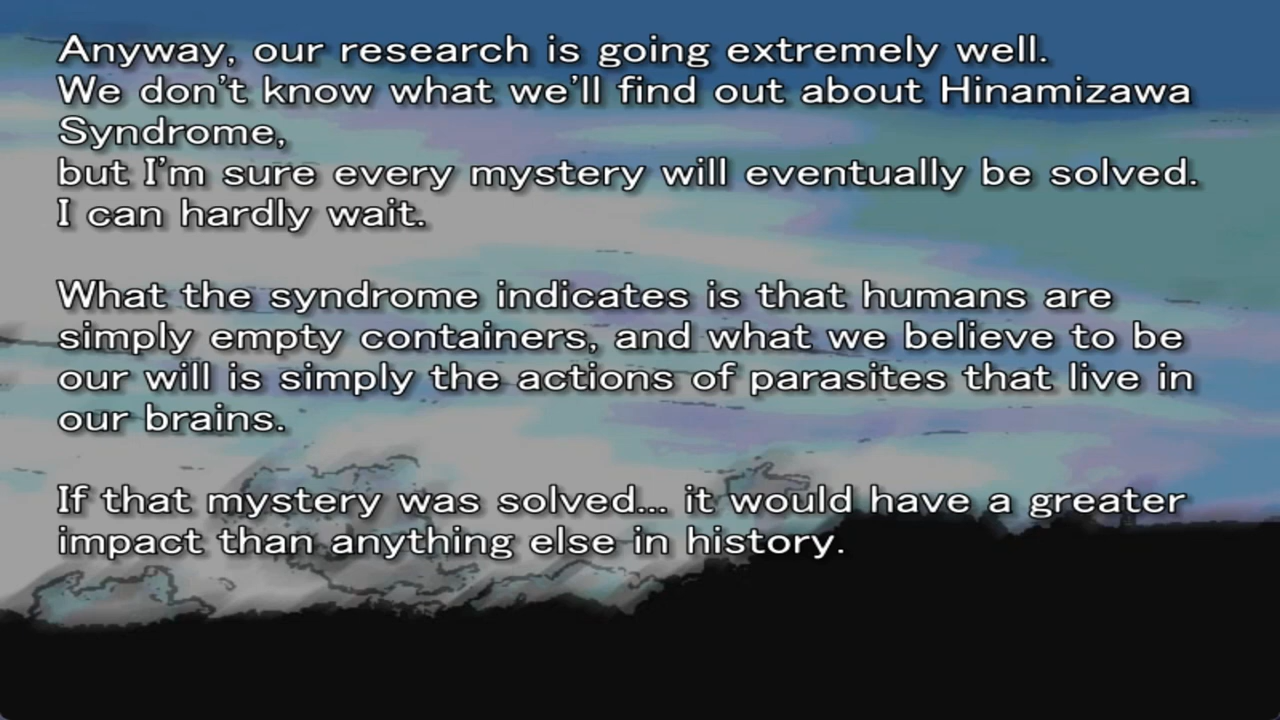 Anyway, our research is going extremely well.
We don't know what we'll find out about Hinamizawa
Syndrome,
but I'm sure every mystery will eventually be solved.
I can hardly wait.
What the syndrome indicates is that humans are
simply empty containers, and what we believe to be
our will is simply the actions of parasites that live in
our brains.
If that mystery was solved... it would have a greater
impact than anything else in history.